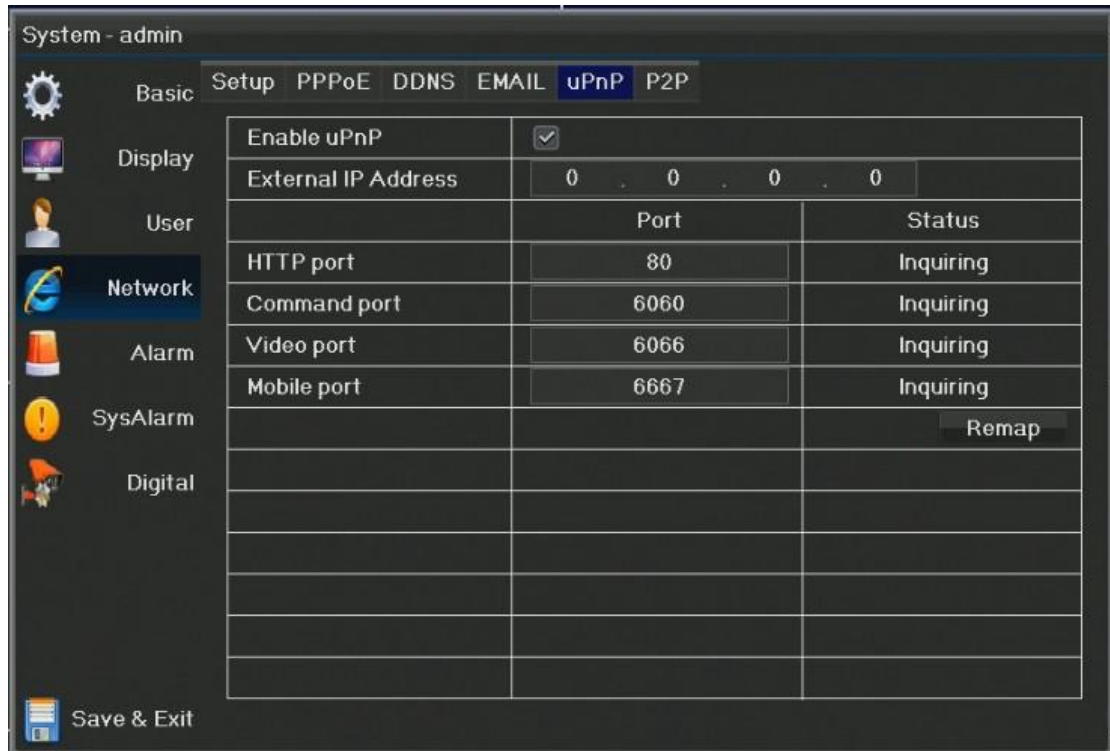 System - admin
Setup PPPoE DDNS EMAIL uPnP P2P
Basic
Display
User
Network
Alarm
SysAlarm
Digital
Save & Exit
Enable uPnP
External IP Address 0 . 0 . 0 . 0
Port Status
HTTP port 80 Inquiring
Command port 6060 Inquiring
Video port 6066 Inquiring
Mobile port 6667 Inquiring
Remap